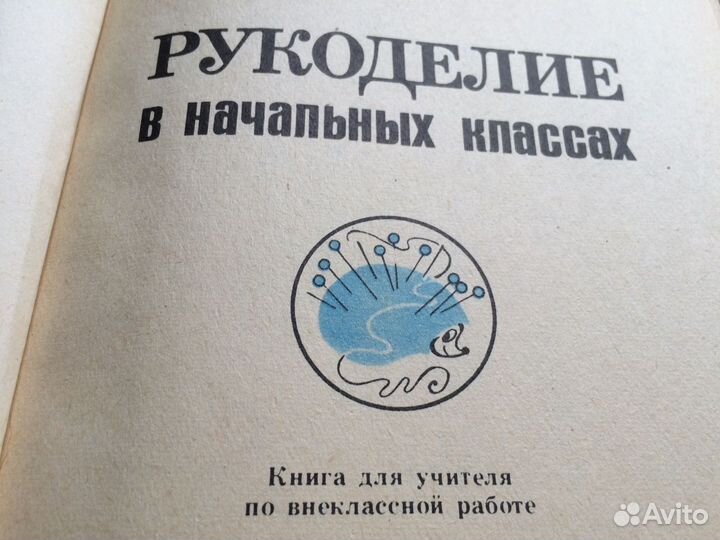 РУКОДЕЛИЕ
В НАЧАЛЬНЫХ КЛАССАХ
Книга для учителя
по внеклассной работе
Avito